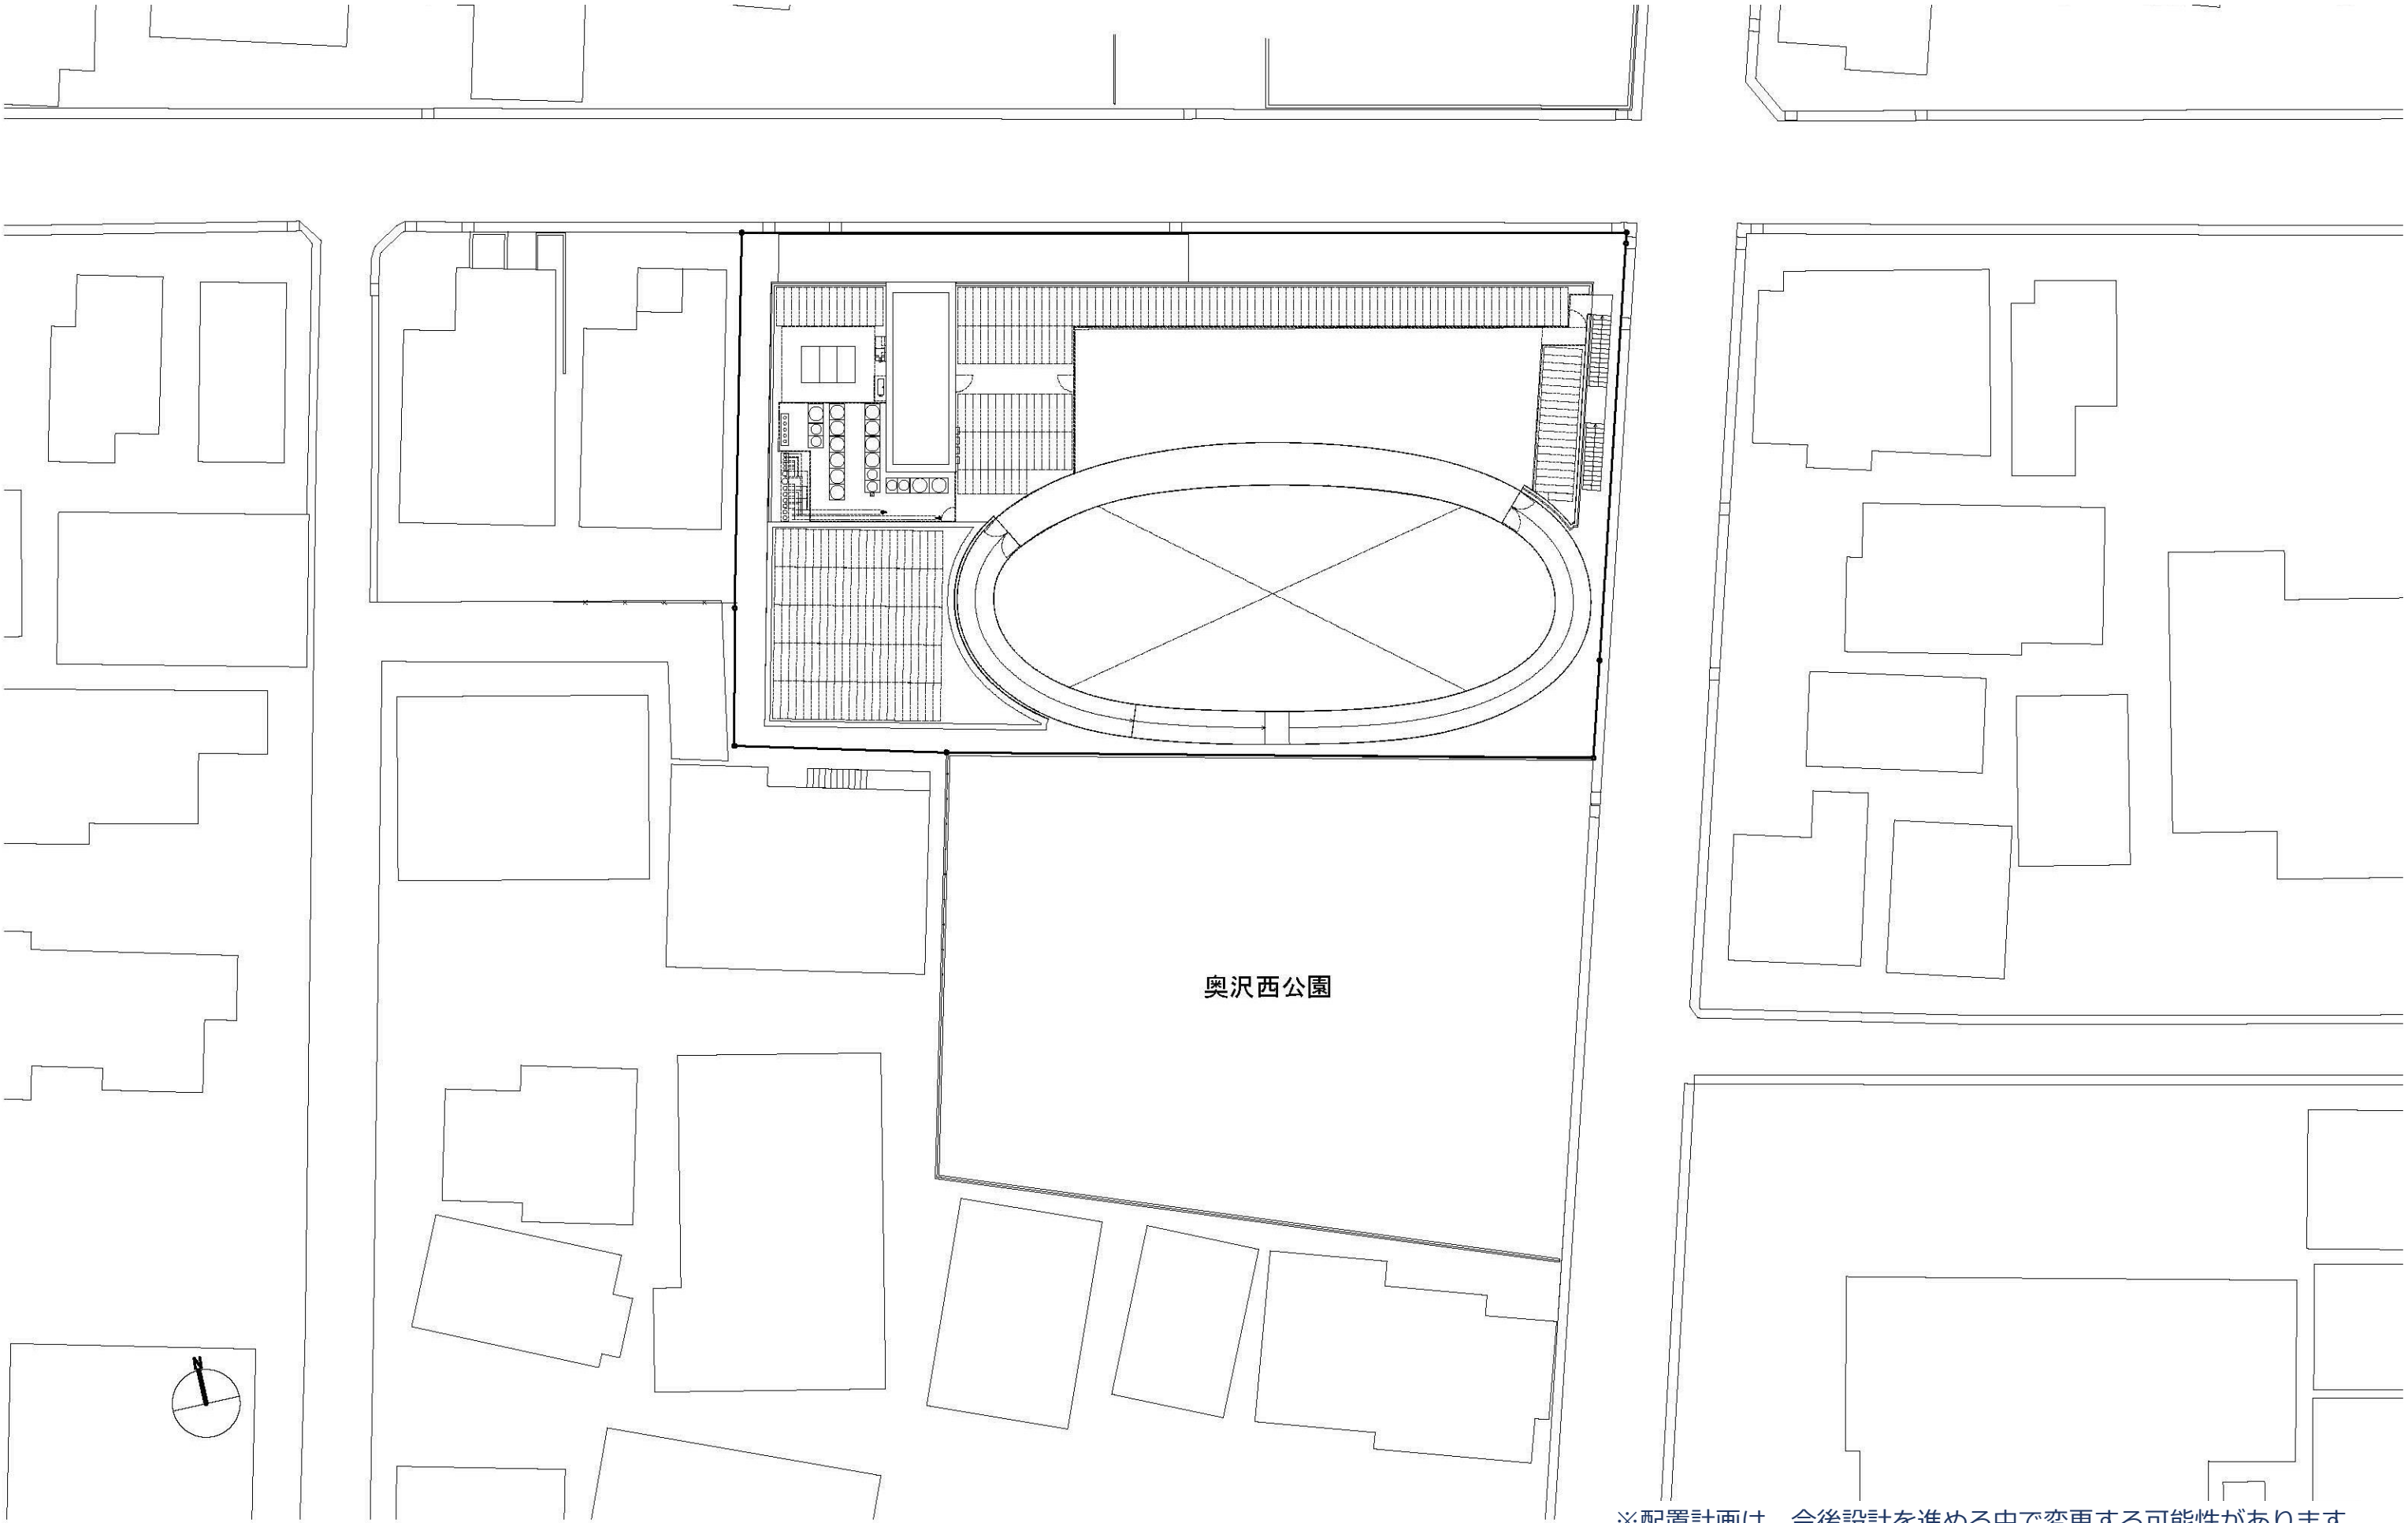 奥沢西公園
N
※配置計画は、今後設計を進める中で変更する可能性があります